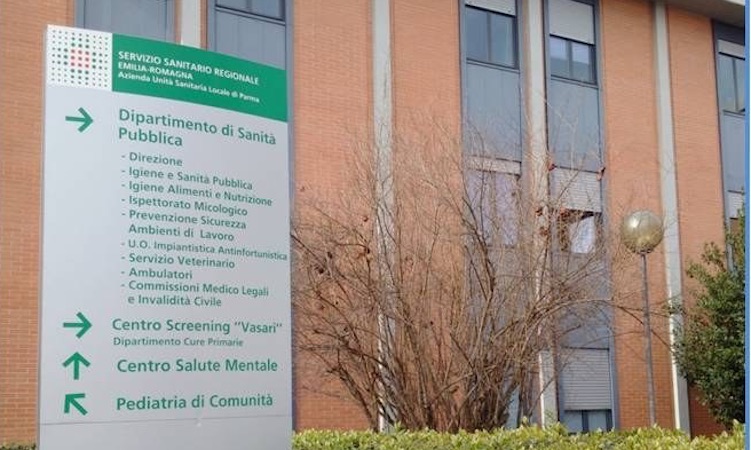 SERVIZIO SANITARIO REGIONALE
EMILIA-ROMAGNA
Azienda Unità Sanitaria Locale di Parma
Dipartimento di Sanità
Pubblica
- Direzione
- Igiene e Sanità Pubblica
- Igiene Alimenti e Nutrizione
- Ispettorato Micologico
- Prevenzione Sicurezza
Ambienti di Lavoro
- U.O. Impiantistica Antinfortunistica
- Servizio Veterinario
- Ambulatori
- Commissioni Medico Legali
e Invalidità Civile
Centro Screening "Vasari"
Dipartimento Cure Primarie
Centro Salute Mentale
Pediatria di Comunità